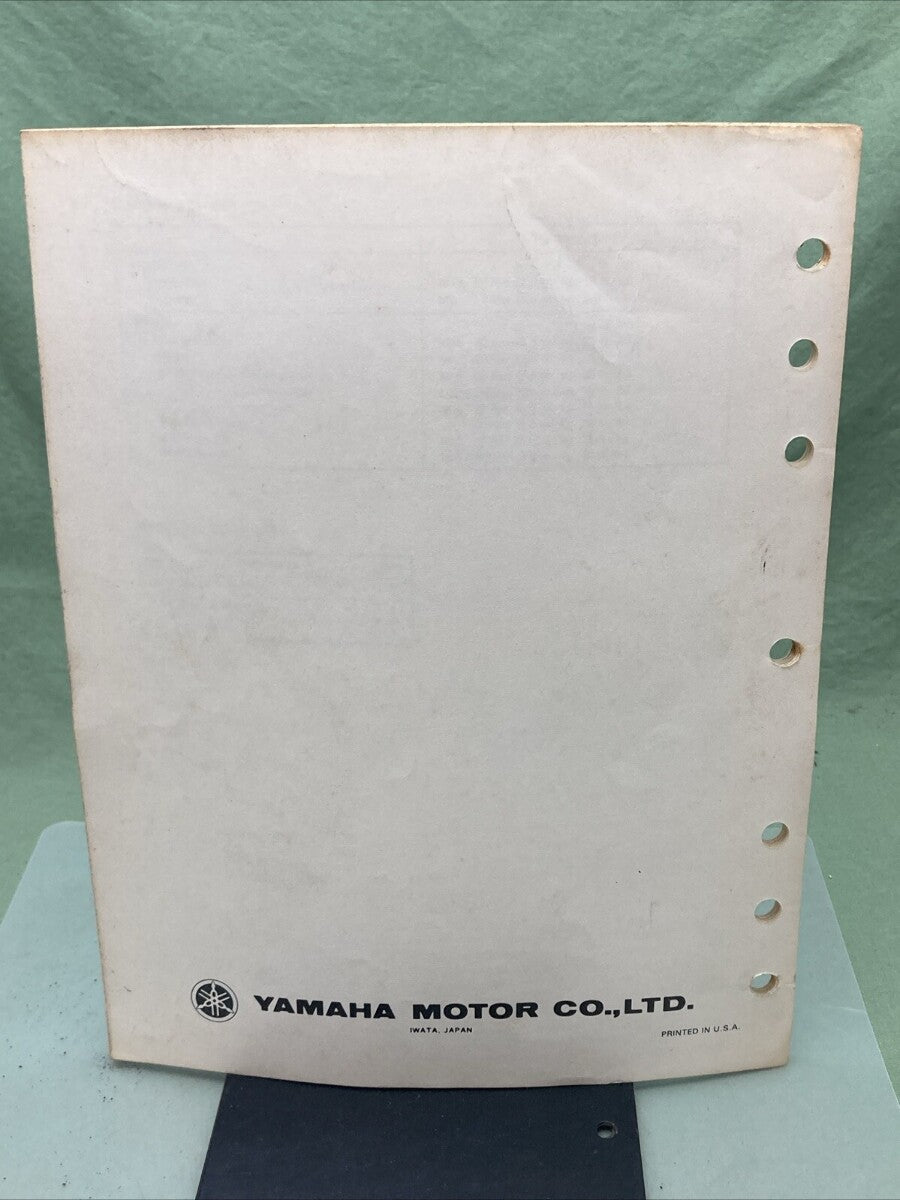 YAMAHA MOTOR CO.,LTD.
IWATA, JAPAN
PRINTED IN U.S.A.